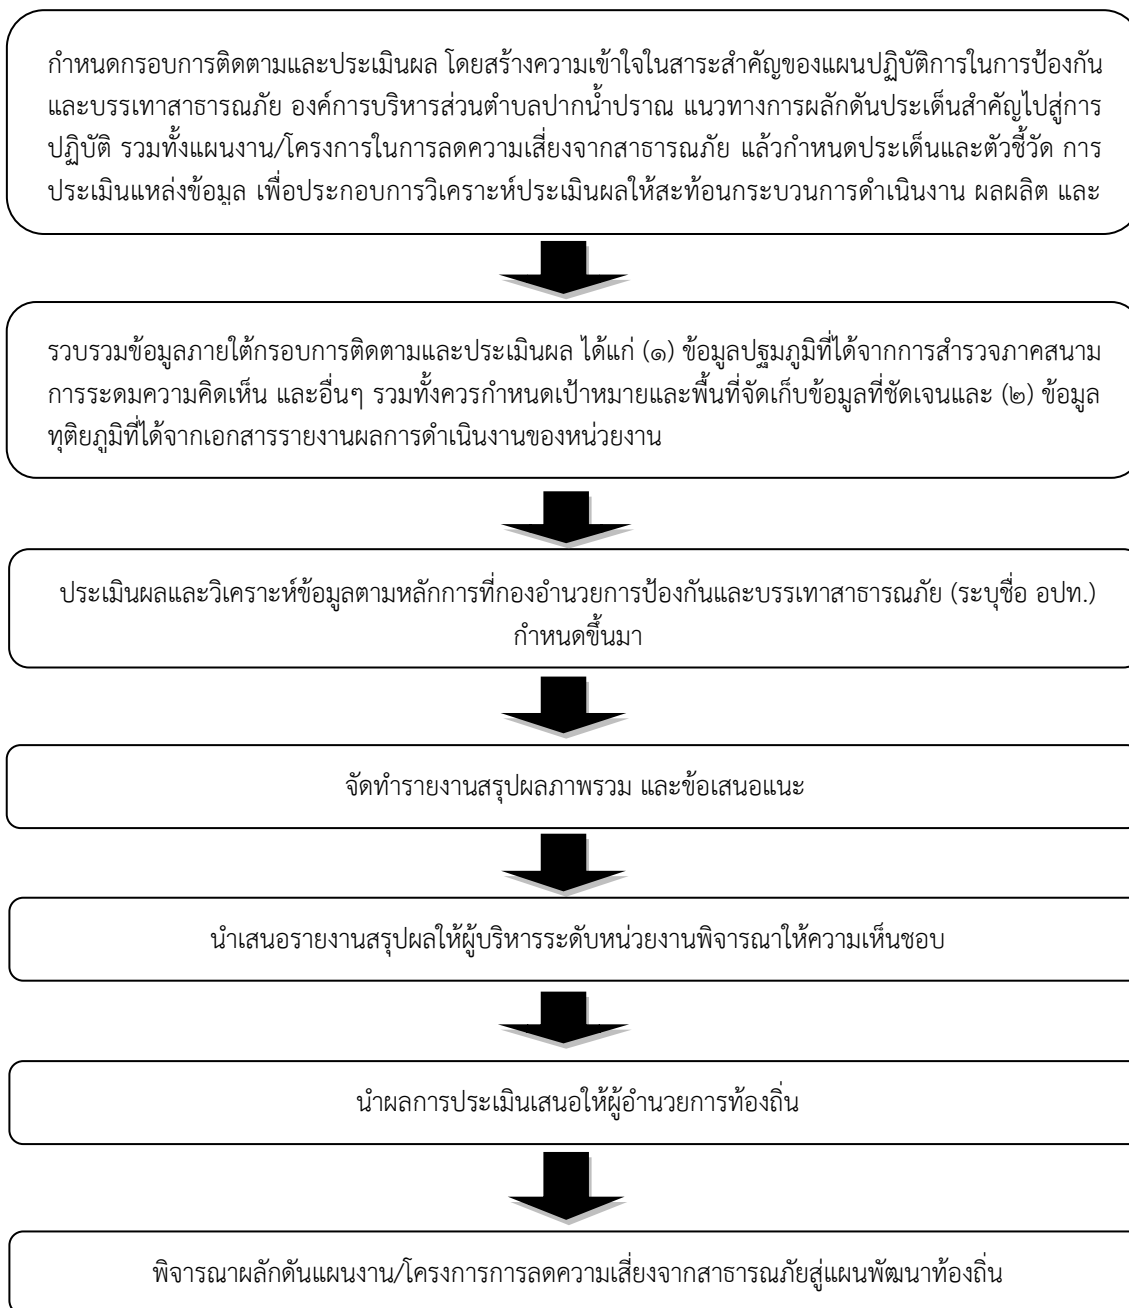 กำหนดกรอบการติดตามและประเมินผล โดยสร้างความเข้าใจในสาระสำคัญของแผนปฏิบัติการในการป้องกัน
และบรรเทาสาธารณภัย องค์การบริหารส่วนตำบลปากน้ำปราณ แนวทางการผลักดันประเด็นสำคัญไปสู่การ
ปฏิบัติ รวมทั้งแผนงาน/โครงการในการลดความเสี่ยงจากสาธารณภัย แล้วกำหนดประเด็นและตัวชี้วัด การ
ประเมินแหล่งข้อมูล เพื่อประกอบการวิเคราะห์ประเมินผลให้สะท้อนกระบวนการดำเนินงาน ผลผลิต และ
รวบรวมข้อมูลภายใต้กรอบการติดตามและประเมินผล ได้แก่ (๑) ข้อมูลปฐมภูมิที่ได้จากการสำรวจภาคสนาม
การระดมความคิดเห็น และอื่นๆ รวมทั้งควรกำหนดเป้าหมายและพื้นที่จัดเก็บข้อมูลที่ชัดเจนและ (๒) ข้อมูล
ทุติยภูมิที่ได้จากเอกสารรายงานผลการดำเนินงานของหน่วยงาน
ประเมินผลและวิเคราะห์ข้อมูลตามหลักการที่กองอำนวยการป้องกันและบรรเทาสาธารณภัย (ระบุชื่อ อปท.)
กำหนดขึ้นมา
จัดทำรายงานสรุปผลภาพรวม และข้อเสนอแนะ
นำเสนอรายงานสรุปผลให้ผู้บริหารระดับหน่วยงานพิจารณาให้ความเห็นชอบ
นำผลการประเมินเสนอให้ผู้อำนวยการท้องถิ่น
พิจารณาผลักดันแผนงาน/โครงการการลดความเสี่ยงจากสาธารณภัยสู่แผนพัฒนาท้องถิ่น